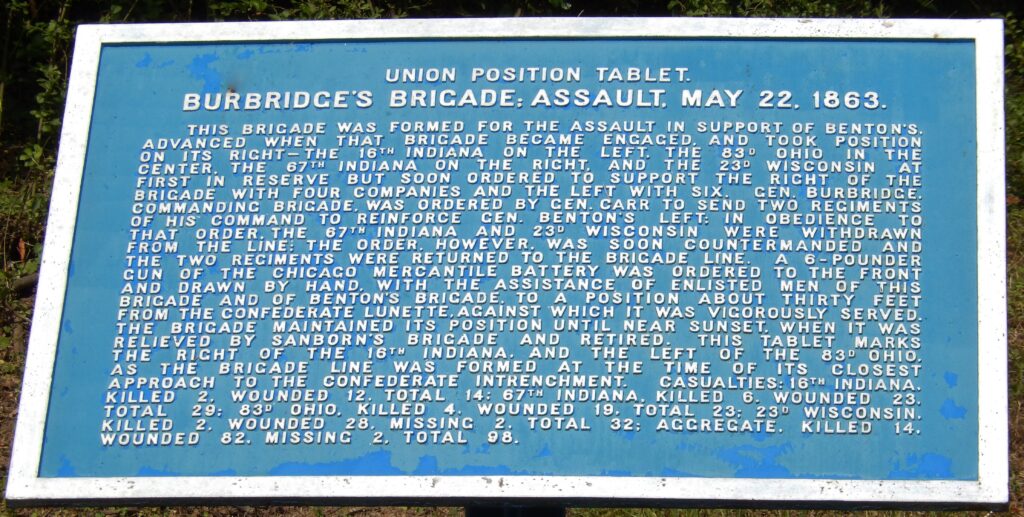 UNION POSITION TABLET.
BURBRIDGE'S BRIGADE; ASSAULT, MAY 22, 1863.
THIS BRIGADE WAS FORMED FOR THE ASSAULT IN SUPPORT OF BENTON'S,
ADVANCED WHEN THAT BRIGADE BECAME ENGAGED, AND TOOK POSITION
ON ITS RIGHT—THE 16TH INDIANA ON THE LEFT, THE 83D OHIO IN THE
CENTER, THE 67TH INDIANA ON THE RIGHT, AND THE 23D WISCONSIN AT
FIRST IN RESERVE BUT SOON ORDERED TO SUPPORT THE RIGHT OF THE
BRIGADE WITH FOUR COMPANIES AND THE LEFT WITH SIX. GEN. BURBRIDGE,
COMMANDING BRIGADE, WAS ORDERED BY GEN. CARR TO SEND TWO REGIMENTS
OF HIS COMMAND TO REINFORCE GEN. BENTON'S LEFT; IN OBEDIENCE TO
THAT ORDER, THE 67TH INDIANA AND 23D WISCONSIN WERE WITHDRAWN
FROM THE LINE; THE ORDER, HOWEVER, WAS SOON COUNTERMANDED AND
THE TWO REGIMENTS WERE RETURNED TO THE BRIGADE LINE. A 6-POUNDER
GUN OF THE CHICAGO MERCANTILE BATTERY WAS ORDERED TO THE FRONT
AND DRAWN BY HAND, WITH THE ASSISTANCE OF ENLISTED MEN OF THIS
BRIGADE AND OF BENTON'S BRIGADE, TO A POSITION ABOUT THIRTY FEET
FROM THE CONFEDERATE LUNETTE, AGAINST WHICH IT WAS VIGOROUSLY SERVED.
THE BRIGADE MAINTAINED ITS POSITION UNTIL NEAR SUNSET, WHEN IT WAS
RELIEVED BY SANBORN'S BRIGADE AND RETIRED. THIS TABLET MARKS
THE RIGHT OF THE 16TH INDIANA, AND THE LEFT OF THE 83D OHIO,
AS THE BRIGADE LINE WAS FORMED AT THE TIME OF ITS CLOSEST
APPROACH TO THE CONFEDERATE INTRENCHMENT. CASUALTIES: 16TH INDIANA,
KILLED 2, WOUNDED 12, TOTAL 14; 67TH INDIANA, KILLED 6, WOUNDED 23,
TOTAL 29; 83D OHIO, KILLED 4, WOUNDED 19, TOTAL 23; 23D WISCONSIN,
KILLED 2, WOUNDED 28, MISSING 2, TOTAL 32; AGGREGATE, KILLED 14,
WOUNDED 82, MISSING 2, TOTAL 98.